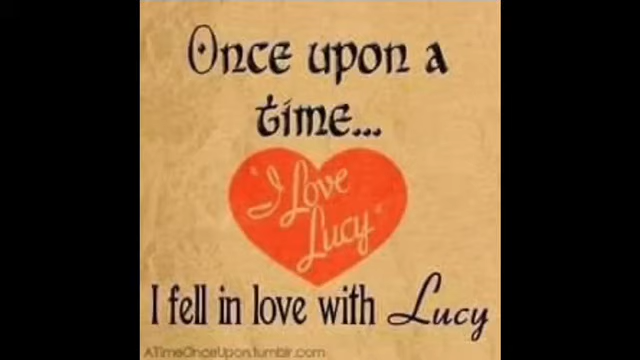 Once upon a
time...
"I Love
Lucy"
I fell in love with Lucy
ATimeOnceUpon.tumblr.com